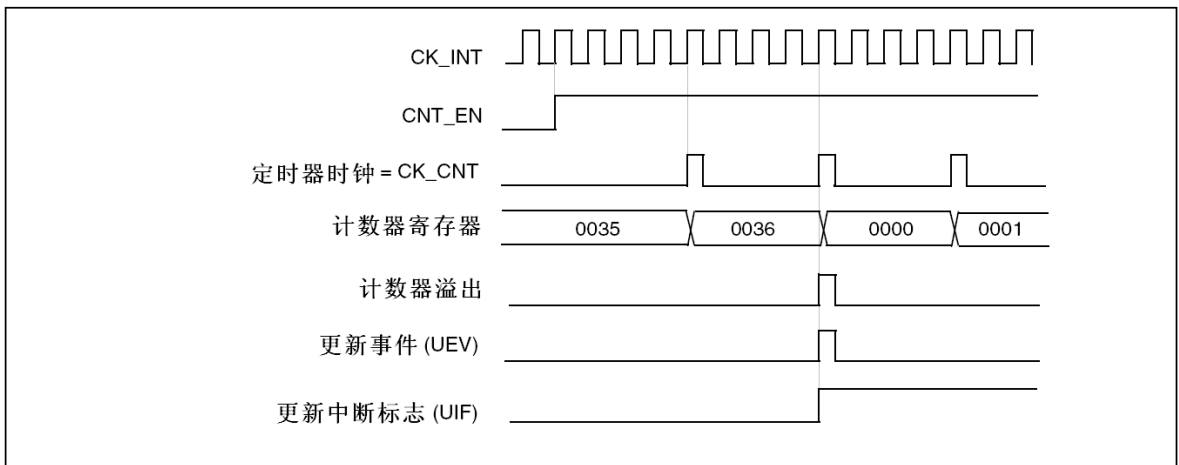 CK_INT
CNT_EN
定时器时钟 = CK_CNT
计数器寄存器 0035 0036 0000 0001
计数器溢出
更新事件 (UEV)
更新中断标志 (UIF)